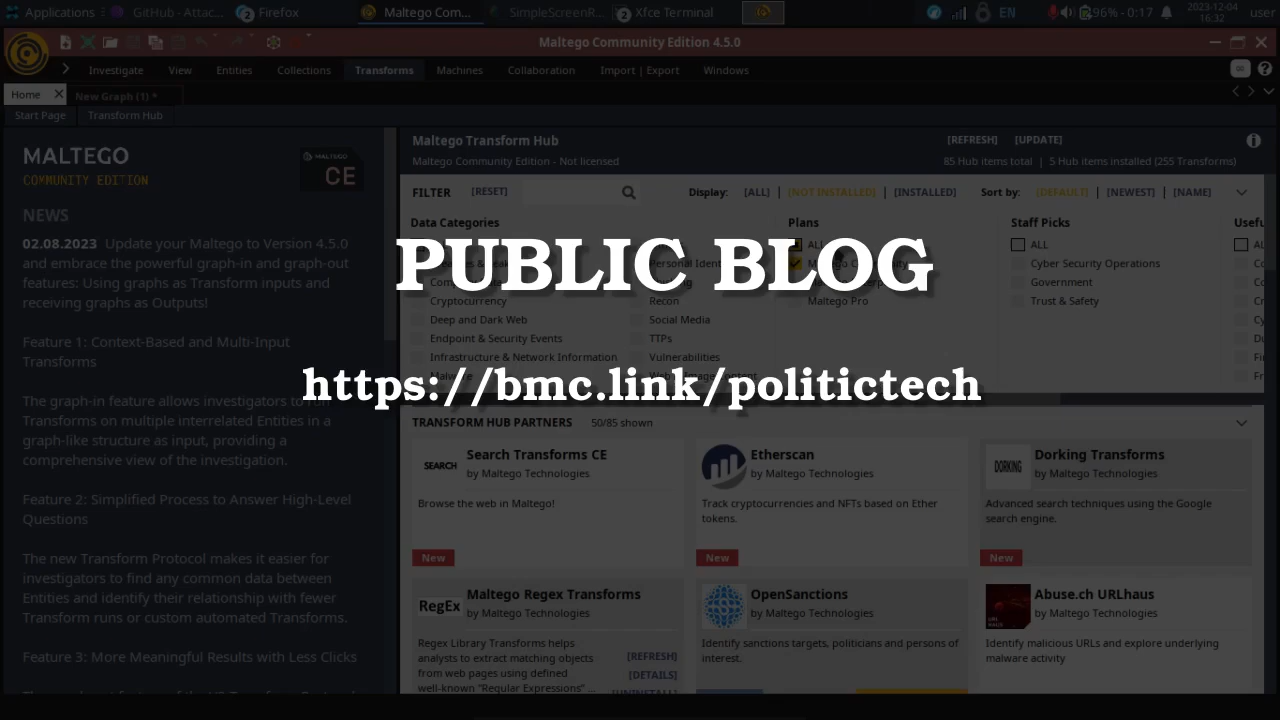 Applications
GitHub - Attac...
Firefox
Maltego Com...
SimpleScreenR...
Xfce Terminal
EN
96% - 0:17
2023-12-04
16:32
user
Maltego Community Edition 4.5.0
Investigate View Entities Collections Transforms Machines Collaboration Import | Export Windows
Home New Graph (1) *
Start Page Transform Hub
MALTEGO
COMMUNITY EDITION
MALTEGO
CE
NEWS
02.08.2023 Update your Maltego to Version 4.5.0
and embrace the powerful graph-in and graph-out
features: Using graphs as Transform inputs and
receiving graphs as Outputs!
Feature 1: Context-Based and Multi-Input
Transforms
The graph-in feature allows investigators to run
Transforms on multiple interrelated Entities in a
graph-like structure as input, providing a
comprehensive view of the investigation.
Feature 2: Simplified Process to Answer High-Level
Questions
The new Transform Protocol makes it easier for
investigators to find any common data between
Entities and identify their relationship with fewer
Transform runs or custom automated Transforms.
Feature 3: More Meaningful Results with Less Clicks
Maltego Transform Hub
[REFRESH] [UPDATE]
Maltego Community Edition - Not licensed
85 Hub items total | 5 Hub items installed (255 Transforms)
FILTER [RESET]
Display: [ALL] | [NOT INSTALLED] | [INSTALLED] Sort by: [DEFAULT] | [NEWEST] | [NAME]
Data Categories
Cryptocurrency
Deep and Dark Web
Endpoint & Security Events
Infrastructure & Network Information
Recon
Social Media
TTPs
Vulnerabilities
Plans
ALL
Maltego Pro
Staff Picks
ALL
Cyber Security Operations
Government
Trust & Safety
PUBLIC BLOG
https://bmc.link/politictech
TRANSFORM HUB PARTNERS 50/85 shown
SEARCH
Search Transforms CE
by Maltego Technologies
Browse the web in Maltego!
New
Etherscan
by Maltego Technologies
Track cryptocurrencies and NFTs based on Ether
tokens.
New
DORKING
Dorking Transforms
by Maltego Technologies
Advanced search techniques using the Google
search engine.
New
RegEx
Maltego Regex Transforms
by Maltego Technologies
Regex Library Transforms helps
analysts to extract matching objects
from web pages using defined
well-known "Regular Expressions" ...
[REFRESH]
[DETAILS]
[UNINSTALL]
OpenSanctions
by Maltego Technologies
Identify sanctions targets, politicians and persons of
interest.
Abuse.ch URLhaus
by Maltego Technologies
Identify malicious URLs and explore underlying
malware activity